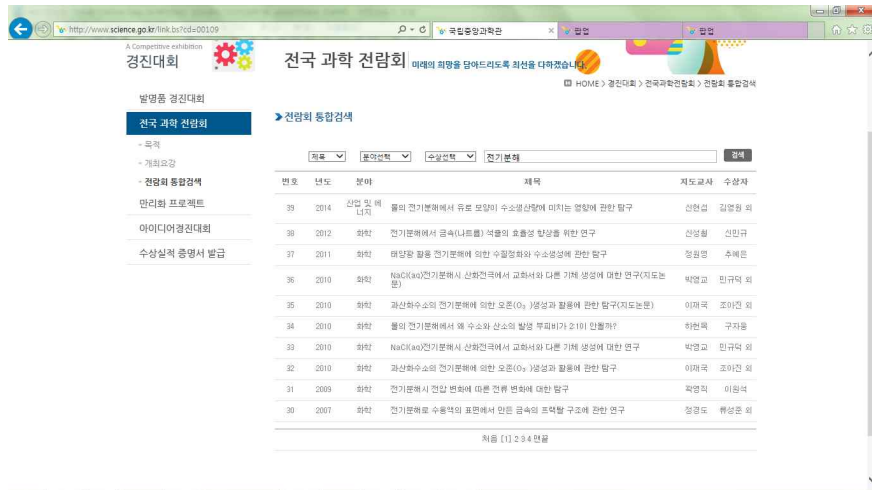 http://www.science.go.kr/link.bs?cd=00109
국립중앙과학관
팝업
팝업
A Competitive exhibition
경진대회
전국 과학 전람회 미래의 희망을 담아드리도록 최선을 다하겠습니다.
HOME > 경진대회 > 전국과학전람회 > 전람회 통합검색
발명품 경진대회
전국 과학 전람회
- 목적
- 개최요강
- 전람회 통합검색
만리화 프로젝트
아이디어경진대회
수상실적 증명서 발급
전람회 통합검색
제목 분야선택 수상선택 전기분해 검색
번호 년도 분야 제목 지도교사 수상자
39 2014 산업 및 에너지 물의 전기분해에서 유로 모양이 수소생산량에 미치는 영향에 관한 탐구 신현섭 김영원 외
38 2012 화학 전기분해에서 금속(나트륨) 석출의 효율성 향상을 위한 연구 신성철 신민규
37 2011 화학 태양광 활용 전기분해에 의한 수질정화와 수소생성에 관한 탐구 정원영 추혜은
36 2010 화학 NaCl(aq)전기분해시 산화전극에서 교과서와 다른 기체 생성에 대한 연구(지도논문) 박영교 민규덕 외
35 2010 화학 과산화수소의 전기분해에 의한 오존(O₃ )생성과 활용에 관한 탐구(지도논문) 이재국 조아진 외
34 2010 화학 물의 전기분해에서 왜 수소와 산소의 발생 부피비가 2:1이 안될까? 하헌목 구자용
33 2010 화학 NaCl(aq)전기분해시 산화전극에서 교과서와 다른 기체 생성에 대한 연구 박영교 민규덕 외
32 2010 화학 과산화수소의 전기분해에 의한 오존(O₃ )생성과 활용에 관한 탐구 이재국 조아진 외
31 2009 화학 전기분해시 전압 변화에 따른 전류 변화에 대한 탐구 곽영직 이원석
30 2007 화학 전기분해로 수용액의 표면에서 만든 금속의 프랙탈 구조에 관한 연구 정경도 류성준 외
처음 [1] 2 3 4 맨끝